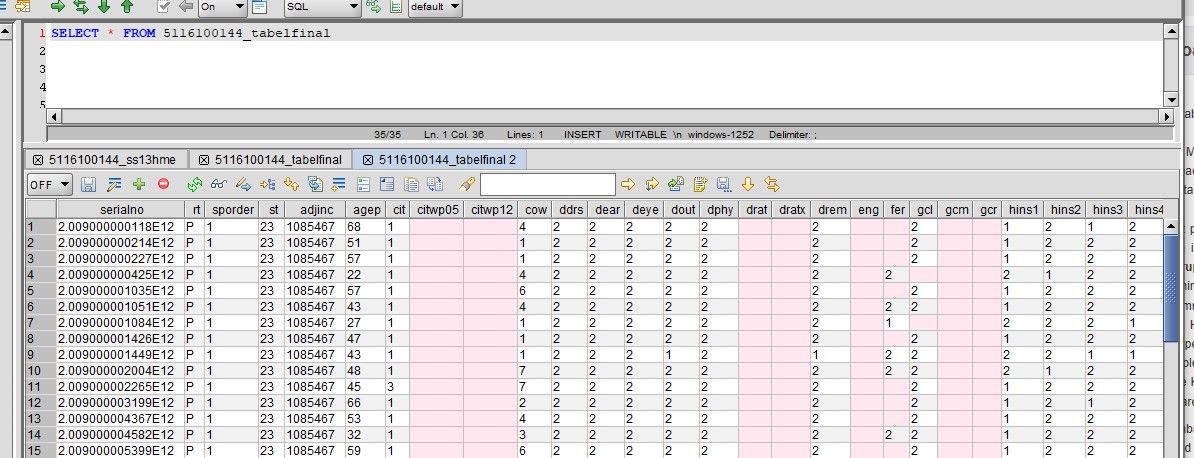 On SQL default
1 SELECT * FROM 5116100144_tabelfinal
2
3
4
5
35/35 Ln. 1 Col. 36 Lines: 1 INSERT WRITABLE \n windows-1252 Delimiter: ;
5116100144_ss13hme 5116100144_tabelfinal 5116100144_tabelfinal 2
OFF
serialno rt sporder st adjinc agep cit citwp05 citwp12 cow ddrs dear deye dout dphy drat dratx drem eng fer gcl gcm gcr hins1 hins2 hins3 hins4
1 2.009000000118E12 P 1 23 1085467 68 1 4 2 2 2 2 2 2 2 1 2 1 2
2 2.009000000214E12 P 1 23 1085467 51 1 1 2 2 2 2 2 2 2 1 2 2 2
3 2.009000000227E12 P 1 23 1085467 57 1 1 2 2 2 2 2 2 2 1 2 2 2
4 2.009000000425E12 P 1 23 1085467 22 1 4 2 2 2 2 2 2 2 2 1 2 2
5 2.009000001035E12 P 1 23 1085467 57 1 6 2 2 2 2 2 2 2 1 2 2 2
6 2.009000001051E12 P 1 23 1085467 43 1 4 2 2 2 2 2 2 2 2 1 2 2 2
7 2.009000001084E12 P 1 23 1085467 27 1 1 2 2 2 2 2 2 1 2 2 2 1
8 2.009000001426E12 P 1 23 1085467 47 1 1 2 2 2 2 2 2 2 1 2 2 2
9 2.009000001449E12 P 1 23 1085467 43 1 1 2 2 2 1 2 1 2 2 2 2 1 1
10 2.009000002004E12 P 1 23 1085467 48 1 7 2 2 2 2 2 2 2 2 2 1 2 2
11 2.009000002265E12 P 1 23 1085467 45 3 7 2 2 2 2 2 2 2 1 2 2 2
12 2.009000003199E12 P 1 23 1085467 66 1 2 2 2 2 2 2 2 2 1 2 1 2
13 2.009000004367E12 P 1 23 1085467 53 1 4 2 2 2 2 2 2 2 1 2 2 2
14 2.009000004582E12 P 1 23 1085467 32 1 3 2 2 2 2 2 2 2 2 1 2 2 2
15 2.009000005399E12 P 1 23 1085467 59 1 6 2 2 2 2 2 2 2 1 2 2 2